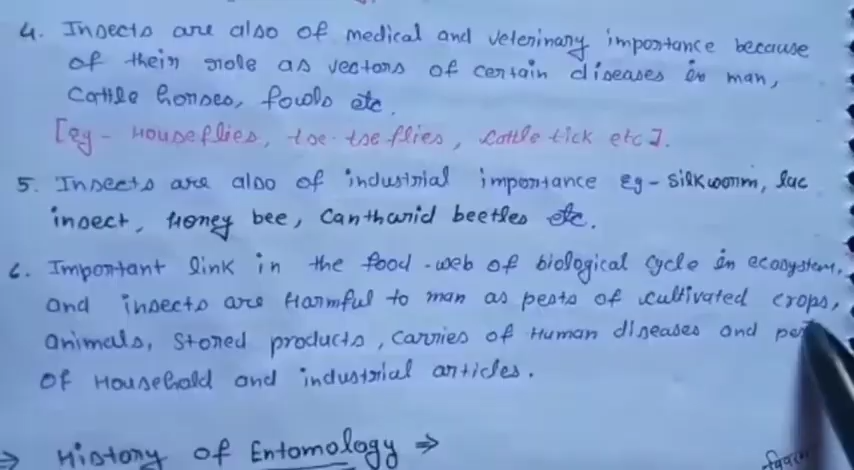 4. Insects are also of medical and veterinary importance because
of their role as vectors of certain diseases in man,
Cattle horses, fowls etc.
[eg - Houseflies, tse-tse flies, cattle tick etc].
5. Insects are also of industrial importance eg - Silkworm, lac
insect, Honey bee, Cantharid beetles etc.
6. Important link in the food-web of biological cycle in ecosystem,
and insects are Harmful to man as pests of cultivated crops,
animals, stored products, carries of Human diseases and
of Household and industrial articles.
⇒ History of Entomology ⇒